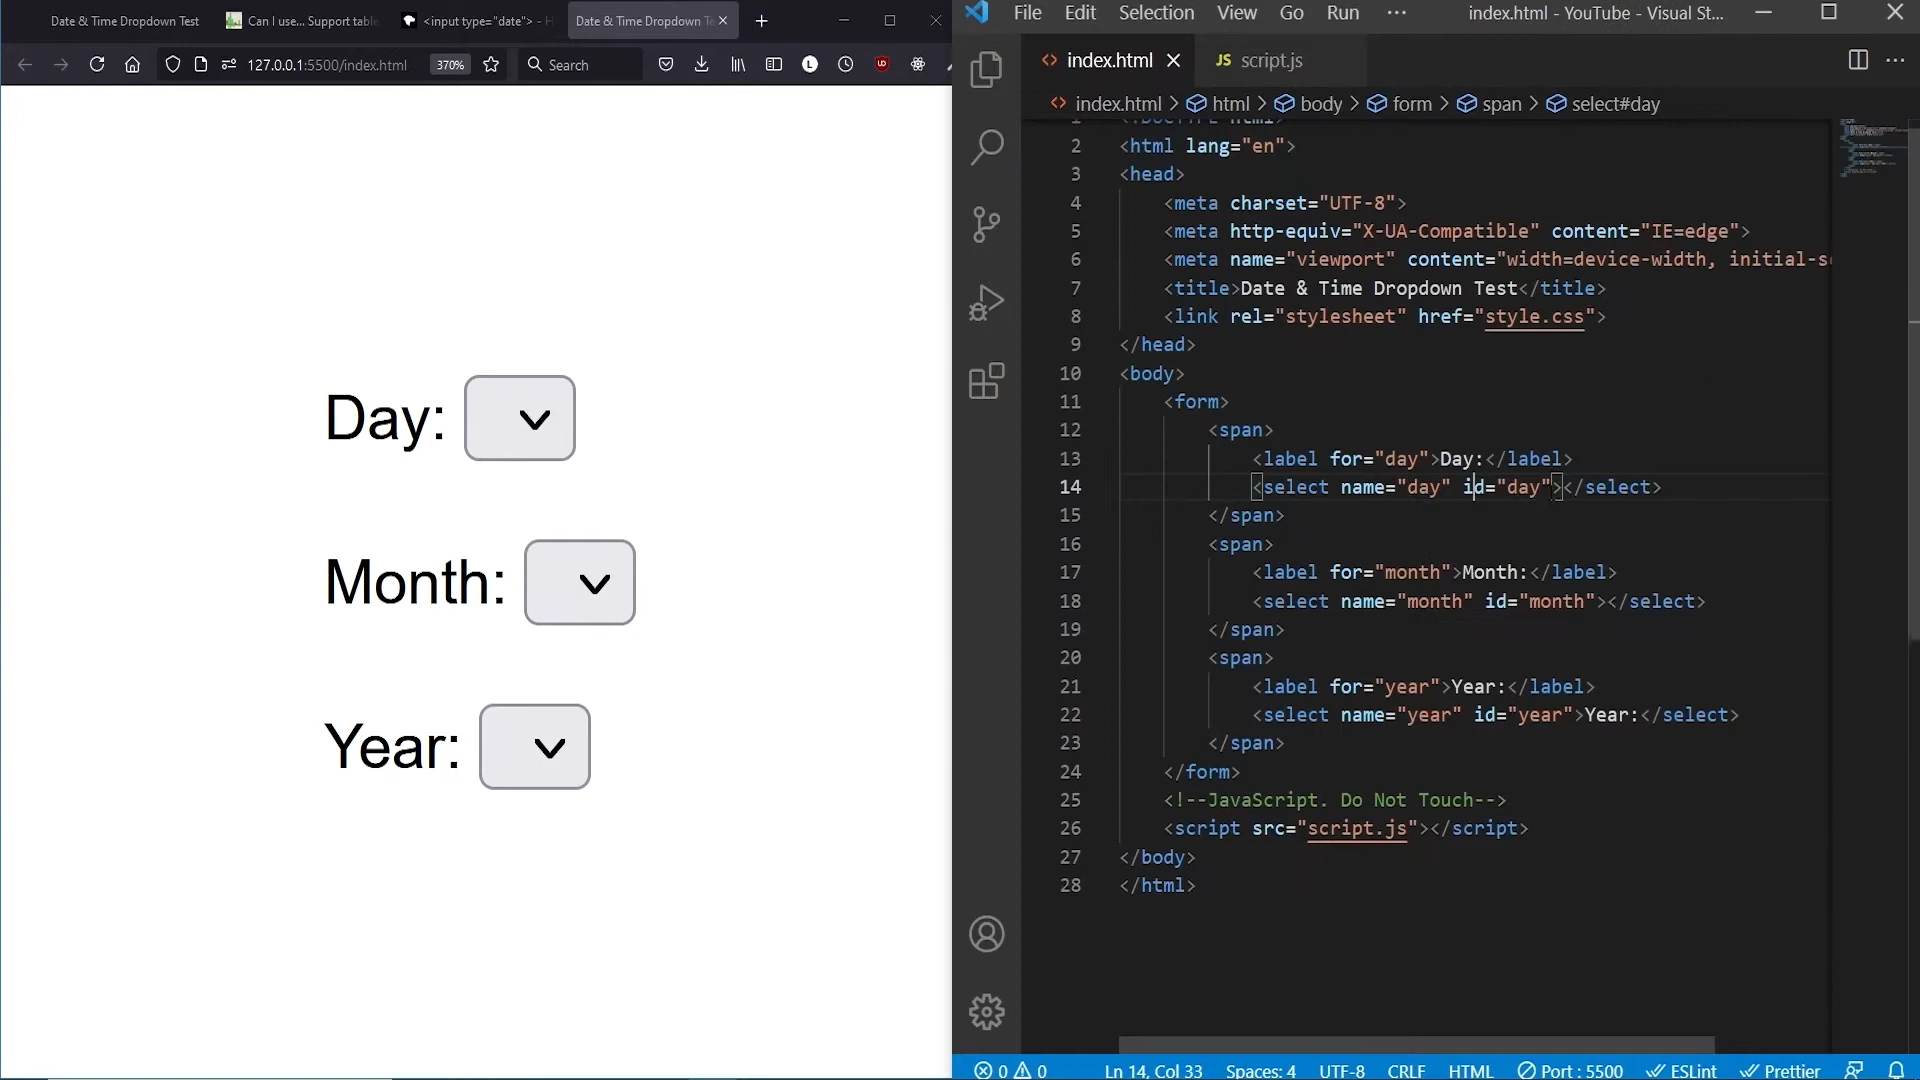 Date & Time Dropdown Test
Can I use... Support table
<input type="date"> - H
Date & Time Dropdown Te
127.0.0.1:5500/index.html
370%
Search
Day:
Month:
Year:
File Edit Selection View Go Run ···
index.html - YouTube - Visual St...
index.html
JS script.js
index.html > html > body > form > span > select#day
1 <!DOCTYPE html>
2 <html lang="en">
3 <head>
4 <meta charset="UTF-8">
5 <meta http-equiv="X-UA-Compatible" content="IE=edge">
6 <meta name="viewport" content="width=device-width, initial-s
7 <title>Date & Time Dropdown Test</title>
8 <link rel="stylesheet" href="style.css">
9 </head>
10 <body>
11 <form>
12 <span>
13 <label for="day">Day:</label>
14 <select name="day" id="day"></select>
15 </span>
16 <span>
17 <label for="month">Month:</label>
18 <select name="month" id="month"></select>
19 </span>
20 <span>
21 <label for="year">Year:</label>
22 <select name="year" id="year">Year:</select>
23 </span>
24 </form>
25 <!--JavaScript. Do Not Touch-->
26 <script src="script.js"></script>
27 </body>
28 </html>
0 0 Ln 14, Col 33 Spaces: 4 UTF-8 CRLF HTML Port : 5500 ESLint Prettier